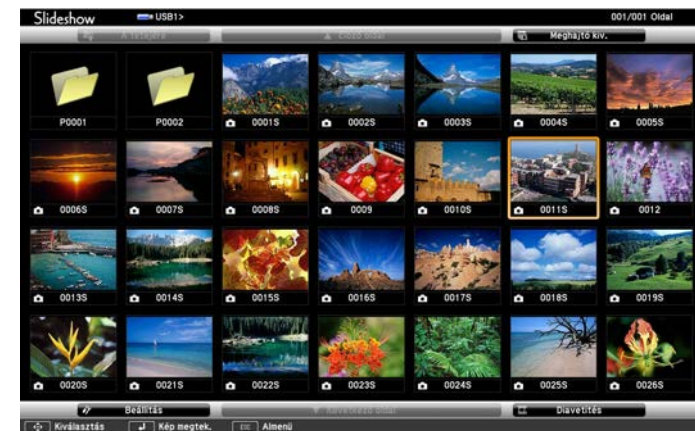 Slideshow USB1> 001/001 Oldal
A tetejére ▲ Előző oldal Meghajtó kiv.
P0001 P0002 0001S 0002S 0003S 0004S 0005S
0006S 0007S 0008S 0009 0010S 0011S 0012
0013S 0014S 0015S 0016S 0017S 0018S 0019S
0020S 0021S 0022S 0023S 0024S 0025S 0026S
Beállítás ▼ Következő oldal Diavetítés
Kiválasztás Kép megtek. Esc Almenü